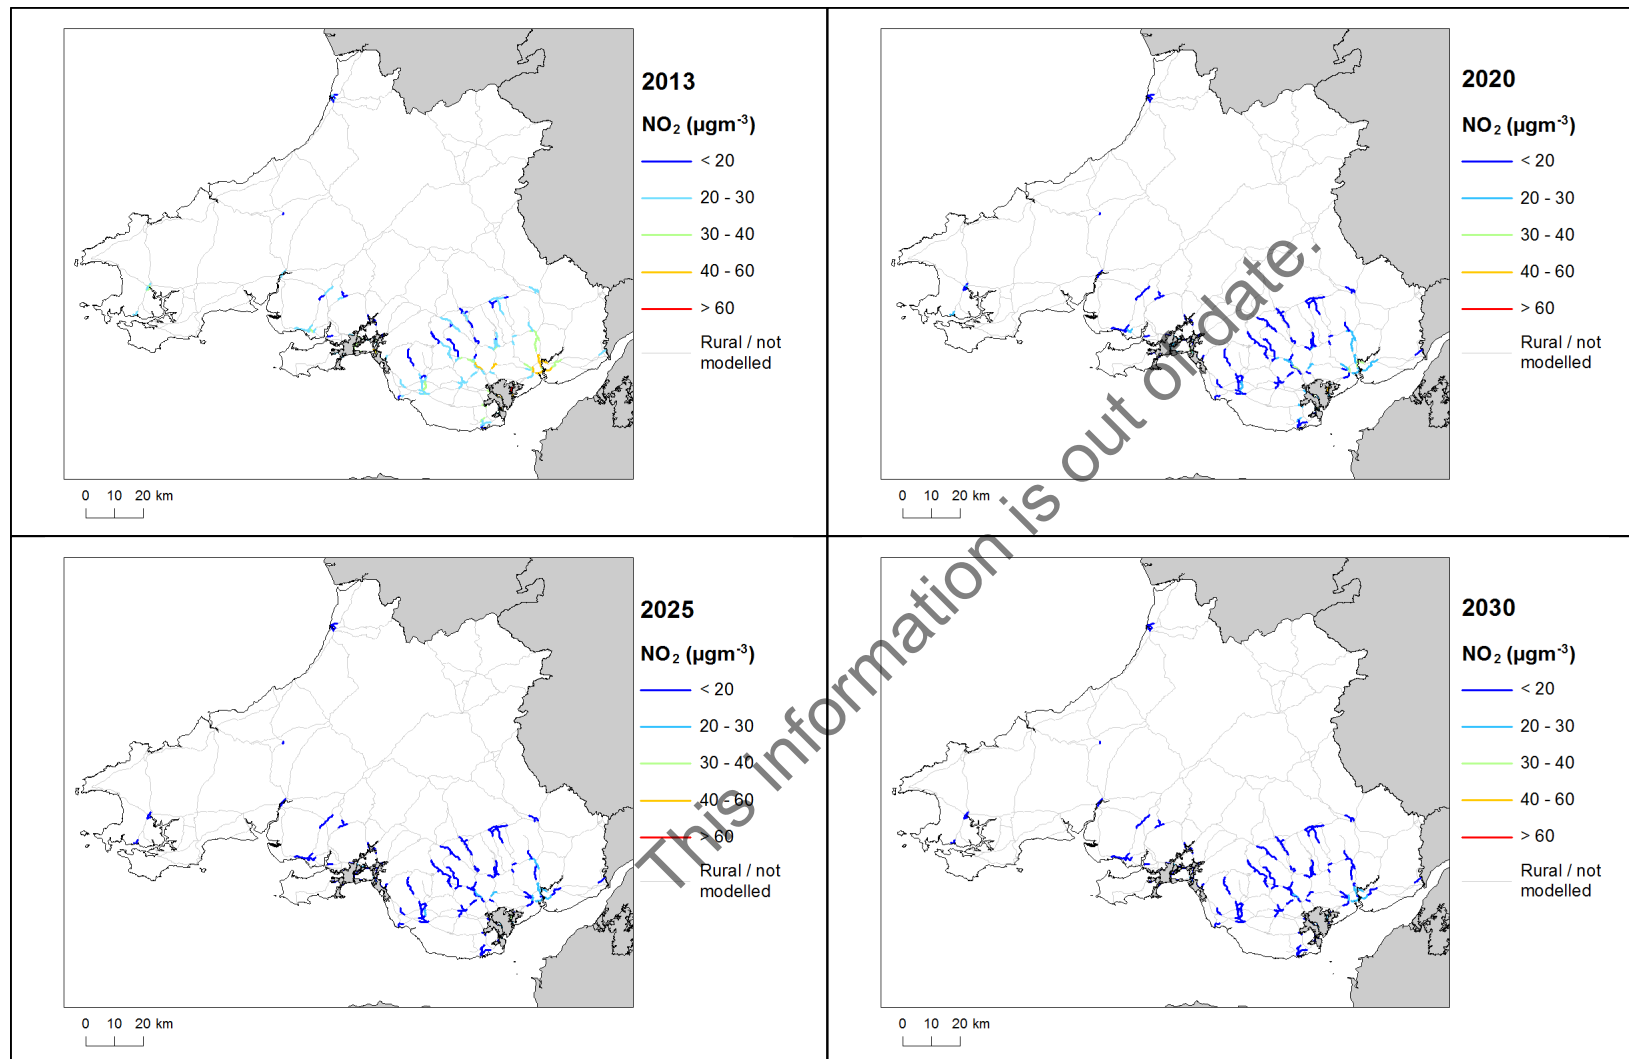 2013
NO₂ (µgm⁻³)
< 20
20 - 30
30 - 40
40 - 60
> 60
Rural / not
modelled
0 10 20 km
2020
NO₂ (µgm⁻³)
< 20
20 - 30
30 - 40
40 - 60
> 60
Rural / not
modelled
0 10 20 km
2025
NO₂ (µgm⁻³)
< 20
20 - 30
30 - 40
40 - 60
> 60
Rural / not
modelled
0 10 20 km
2030
NO₂ (µgm⁻³)
< 20
20 - 30
30 - 40
40 - 60
> 60
Rural / not
modelled
0 10 20 km
This information is out of date.